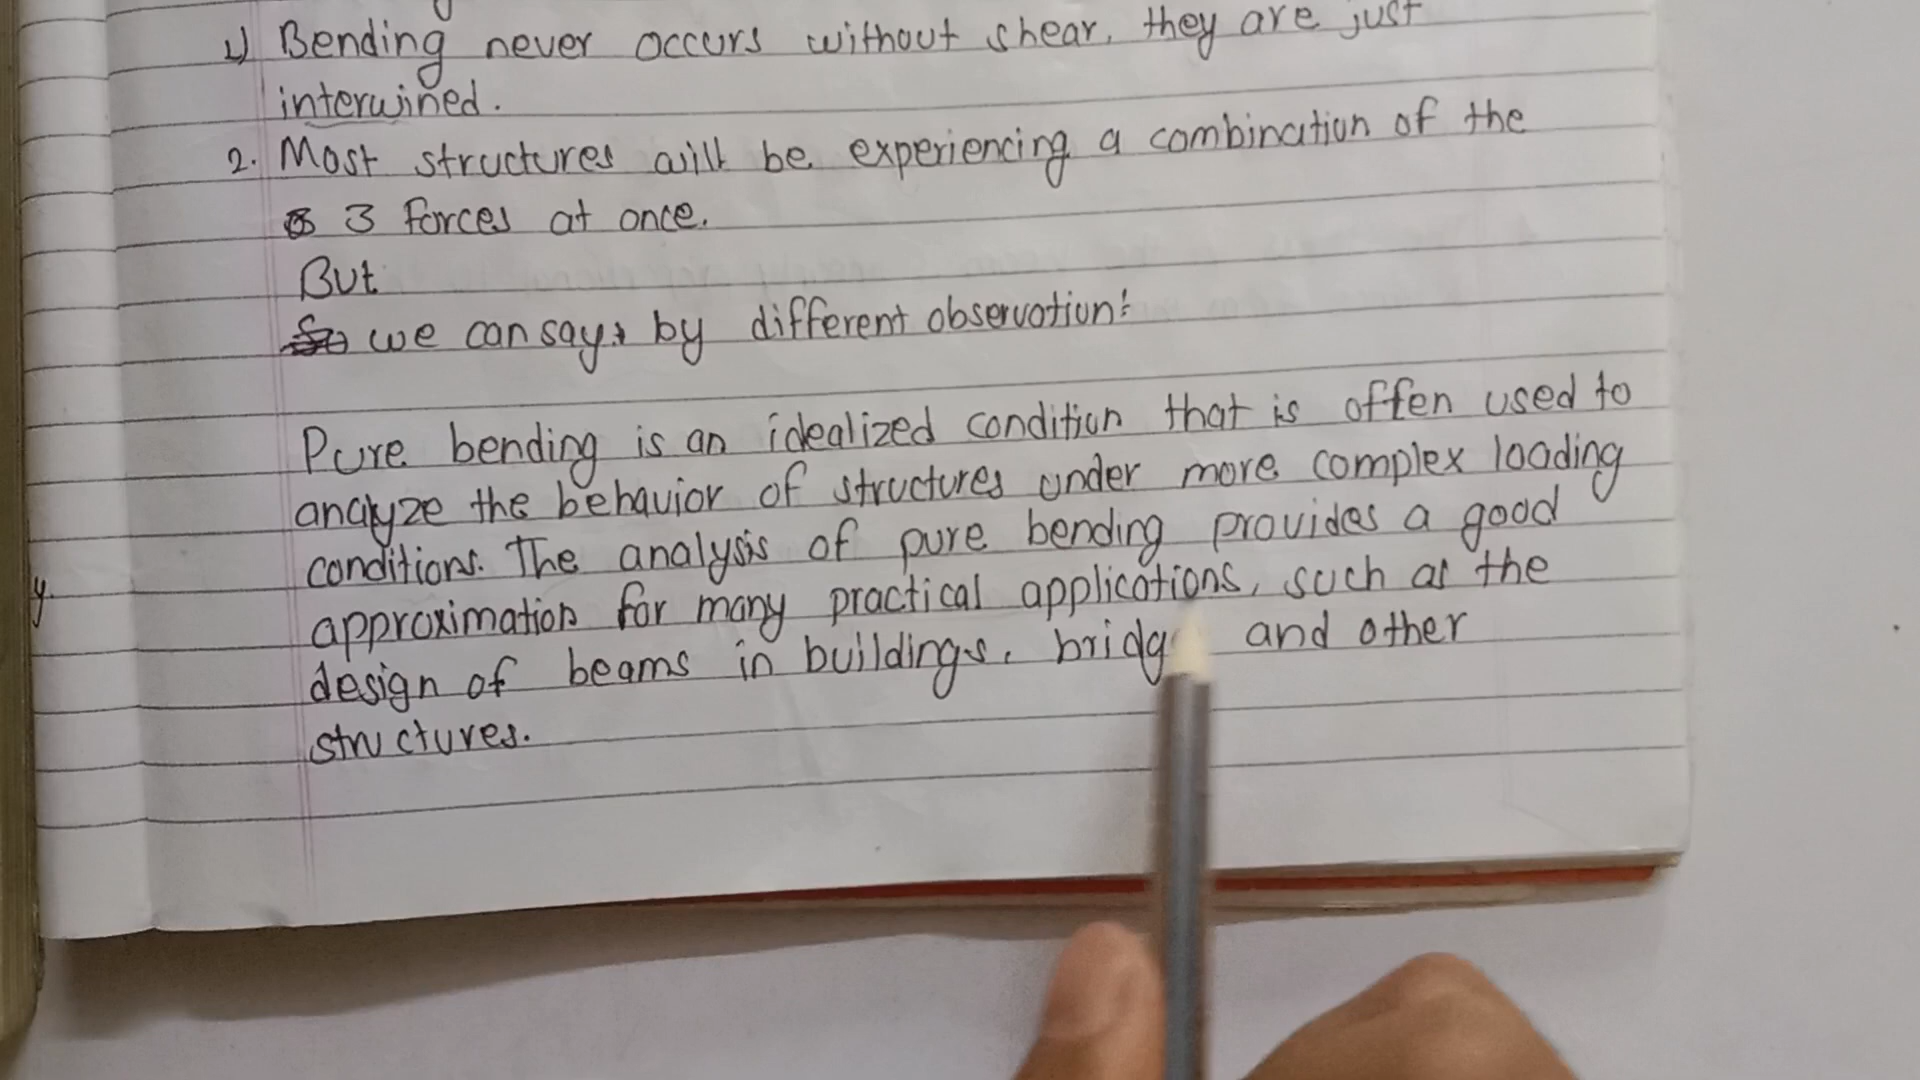 1) Bending never occurs without shear, they are just
interwined.
2. Most structures will be experiencing a combination of the
3 forces at once.
But
we can say, by different observation:
Pure bending is an idealized condition that is often used to
analyze the behavior of structures under more complex loading
conditions. The analysis of pure bending provides a good
approximation for many practical applications, such as the
design of beams in buildings, bridg and other
structures.
y.